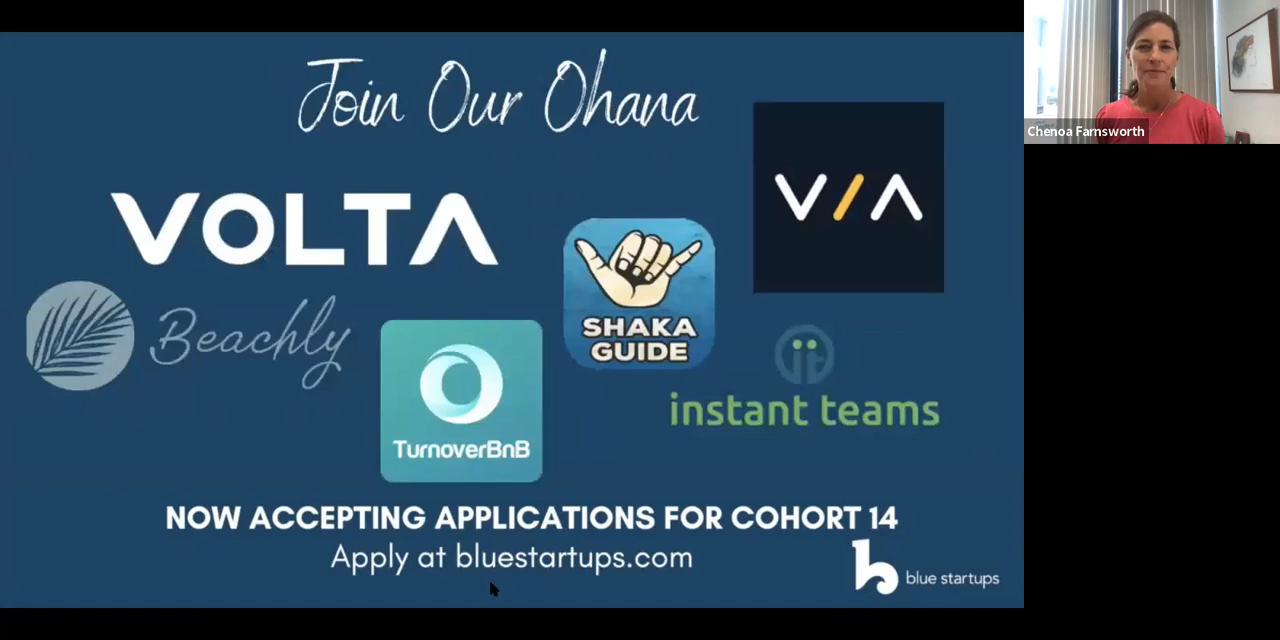 Join Our Ohana
VOLTA
V/A
Beachly
SHAKA
GUIDE
TurnoverBnB
it
instant teams
NOW ACCEPTING APPLICATIONS FOR COHORT 14
Apply at bluestartups.com
b
blue startups
Chenoa Farnsworth